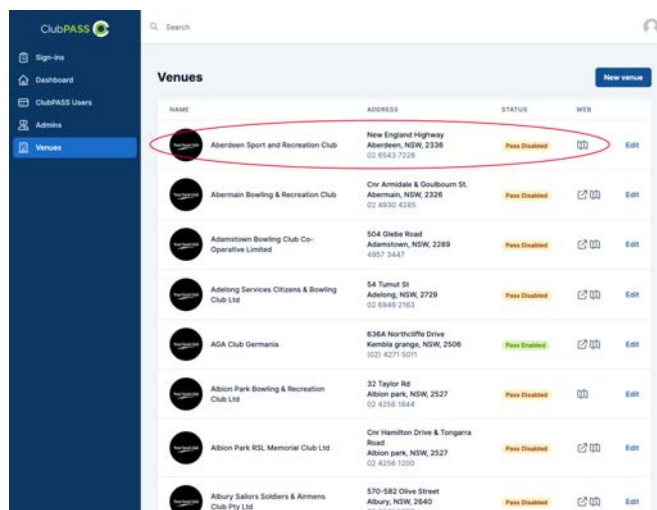 ClubPASS
Search
Sign-ins
Dashboard
ClubPASS Users
Admins
Venues
Venues
New venue
NAME ADDRESS STATUS WEB
Aberdeen Sport and Recreation Club
New England Highway
Aberdeen, NSW, 2336
02 6543 7226
Pass Disabled
Edit
Abermain Bowling & Recreation Club
Cnr Armidale & Goulbourn St.
Abermain, NSW, 2326
02 4930 4285
Pass Disabled
Edit
Adamstown Bowling Club Co-
Operative Limited
504 Glebe Road
Adamstown, NSW, 2289
4957 3447
Pass Disabled
Edit
Adelong Services Citizens & Bowling
Club Ltd
54 Tumut St
Adelong, NSW, 2729
02 6946 2163
Pass Disabled
Edit
AGA Club Germania
636A Northcliffe Drive
Kembla grange, NSW, 2506
(02) 4271 5011
Pass Enabled
Edit
Albion Park Bowling & Recreation
Club Ltd
32 Taylor Rd
Albion park, NSW, 2527
02 4256 1844
Pass Disabled
Edit
Albion Park RSL Memorial Club Ltd
Cnr Hamilton Drive & Tongarra
Road
Albion park, NSW, 2527
02 4256 1200
Pass Disabled
Edit
Albury Sailors Soldiers & Airmens
Club Pty Ltd
570-582 Olive Street
Albury, NSW, 2640
Pass Disabled
Edit